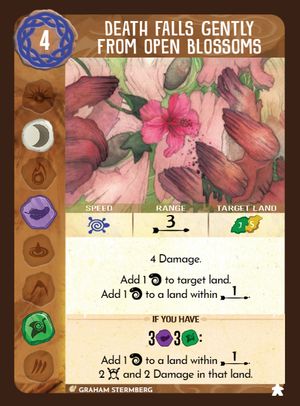 4
DEATH FALLS GENTLY
FROM OPEN BLOSSOMS
SPEED RANGE TARGET LAND
3
4 Damage.
Add 1 to target land.
Add 1 to a land within 1.
IF YOU HAVE
3 3 :
Add 1 to a land within 1.
2 and 2 Damage in that land.
GRAHAM STERMBERG